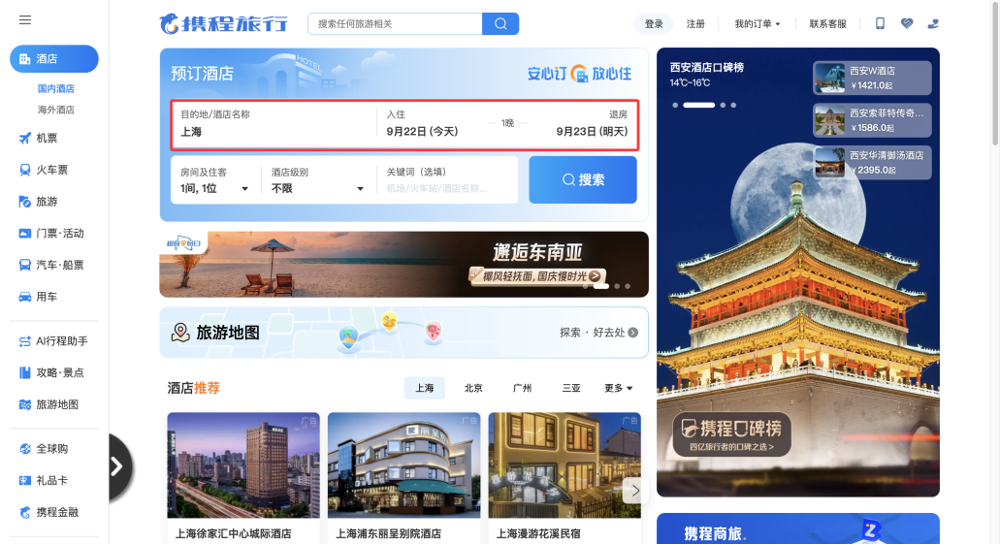 酒店
国内酒店
海外酒店
机票
火车票
旅游
门票·活动
汽车·船票
用车
AI行程助手
攻略·景点
旅游地图
全球购
礼品卡
携程金融
携程旅行
搜索任何旅游相关
登录
注册
我的订单
联系客服
预订酒店
HOTEL
安心订
放心住
目的地/酒店名称
上海
入住
9月22日 (今天)
1晚
退房
9月23日 (明天)
房间及住客
1间, 1位
酒店级别
不限
关键词（选填）
机场/火车站/酒店名称...
搜索
邂逅东南亚
椰风轻抚面, 国庆慢时光
旅游地图
探索 · 好去处
酒店推荐
上海
北京
广州
三亚
更多
广告
广告
广告
上海徐家汇中心城际酒店
上海浦东丽呈别院酒店
上海漫游花溪民宿
西安酒店口碑榜
14℃~16℃
西安W酒店
¥ 1421.0起
西安索菲特传奇...
¥ 1586.0起
西安华清御汤酒店
¥ 2395.0起
携程口碑榜
四亿旅行者的口碑之选 >
携程商旅.